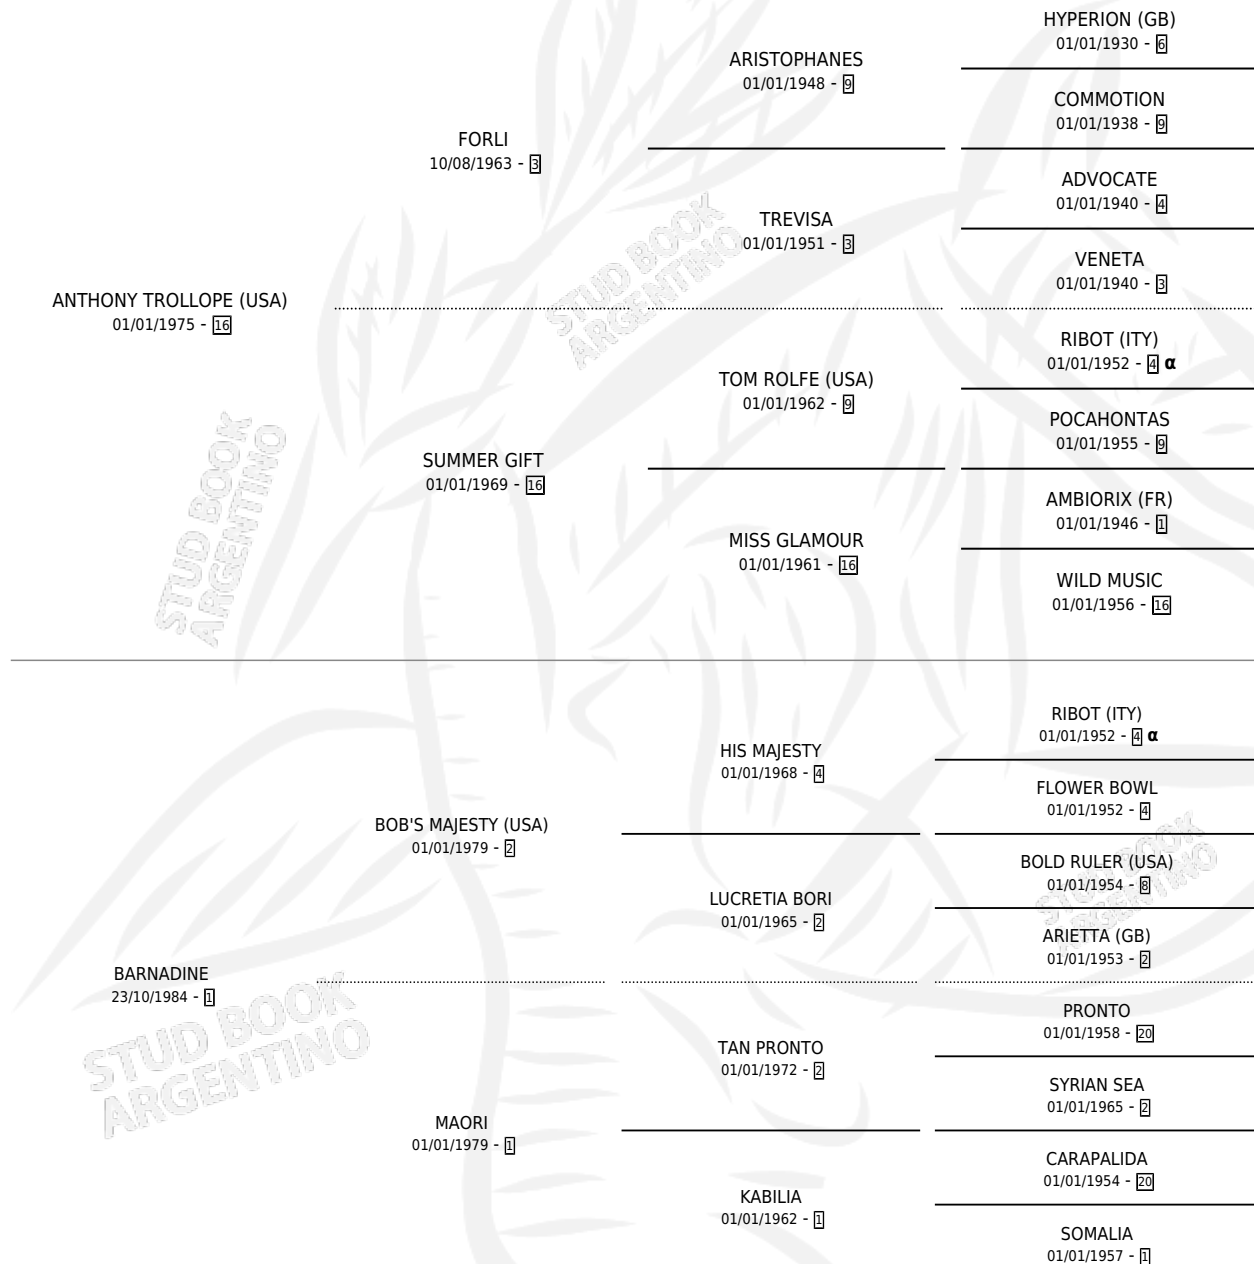 HYPERION (GB)
01/01/1930 - 6
ARISTOPHANES
01/01/1948 - 9
COMMOTION
01/01/1938 - 9
FORLI
10/08/1963 - 3
ADVOCATE
01/01/1940 - 4
TREVISA
01/01/1951 - 3
VENETA
01/01/1940 - 3
ANTHONY TROLLOPE (USA)
01/01/1975 - 16
RIBOT (ITY)
01/01/1952 - 4 α
TOM ROLFE (USA)
01/01/1962 - 9
POCAHONTAS
01/01/1955 - 9
SUMMER GIFT
01/01/1969 - 16
AMBIORIX (FR)
01/01/1946 - 1
MISS GLAMOUR
01/01/1961 - 16
WILD MUSIC
01/01/1956 - 16
RIBOT (ITY)
01/01/1952 - 4 α
HIS MAJESTY
01/01/1968 - 4
FLOWER BOWL
01/01/1952 - 4
BOB'S MAJESTY (USA)
01/01/1979 - 2
BOLD RULER (USA)
01/01/1954 - 8
LUCRETIA BORI
01/01/1965 - 2
ARIETTA (GB)
01/01/1953 - 2
BARNADINE
23/10/1984 - 1
PRONTO
01/01/1958 - 20
TAN PRONTO
01/01/1972 - 2
SYRIAN SEA
01/01/1965 - 2
MAORI
01/01/1979 - 1
CARAPALIDA
01/01/1954 - 20
KABILIA
01/01/1962 - 1
SOMALIA
01/01/1957 - 1
STUD BOOK
ARGENTINO
STUD BOOK
ARGENTINO
STUD BOOK
ARGENTINO
STUD BOOK
ARGENTINO